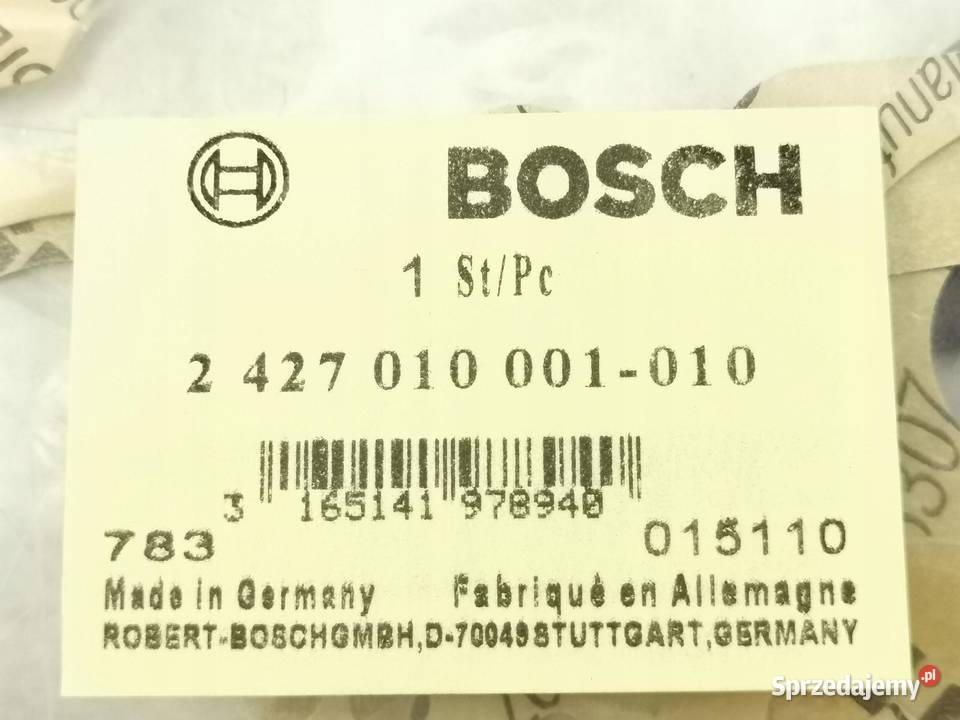 BOSCH
1 St/Pc
2 427 010 001-010
3 165141 978940
783
015110
Made in Germany Fabriqué en Allemagne
ROBERT-BOSCHGMBH,D-70049STUTTGART,GERMANY
307
Sprzedajemy.pl